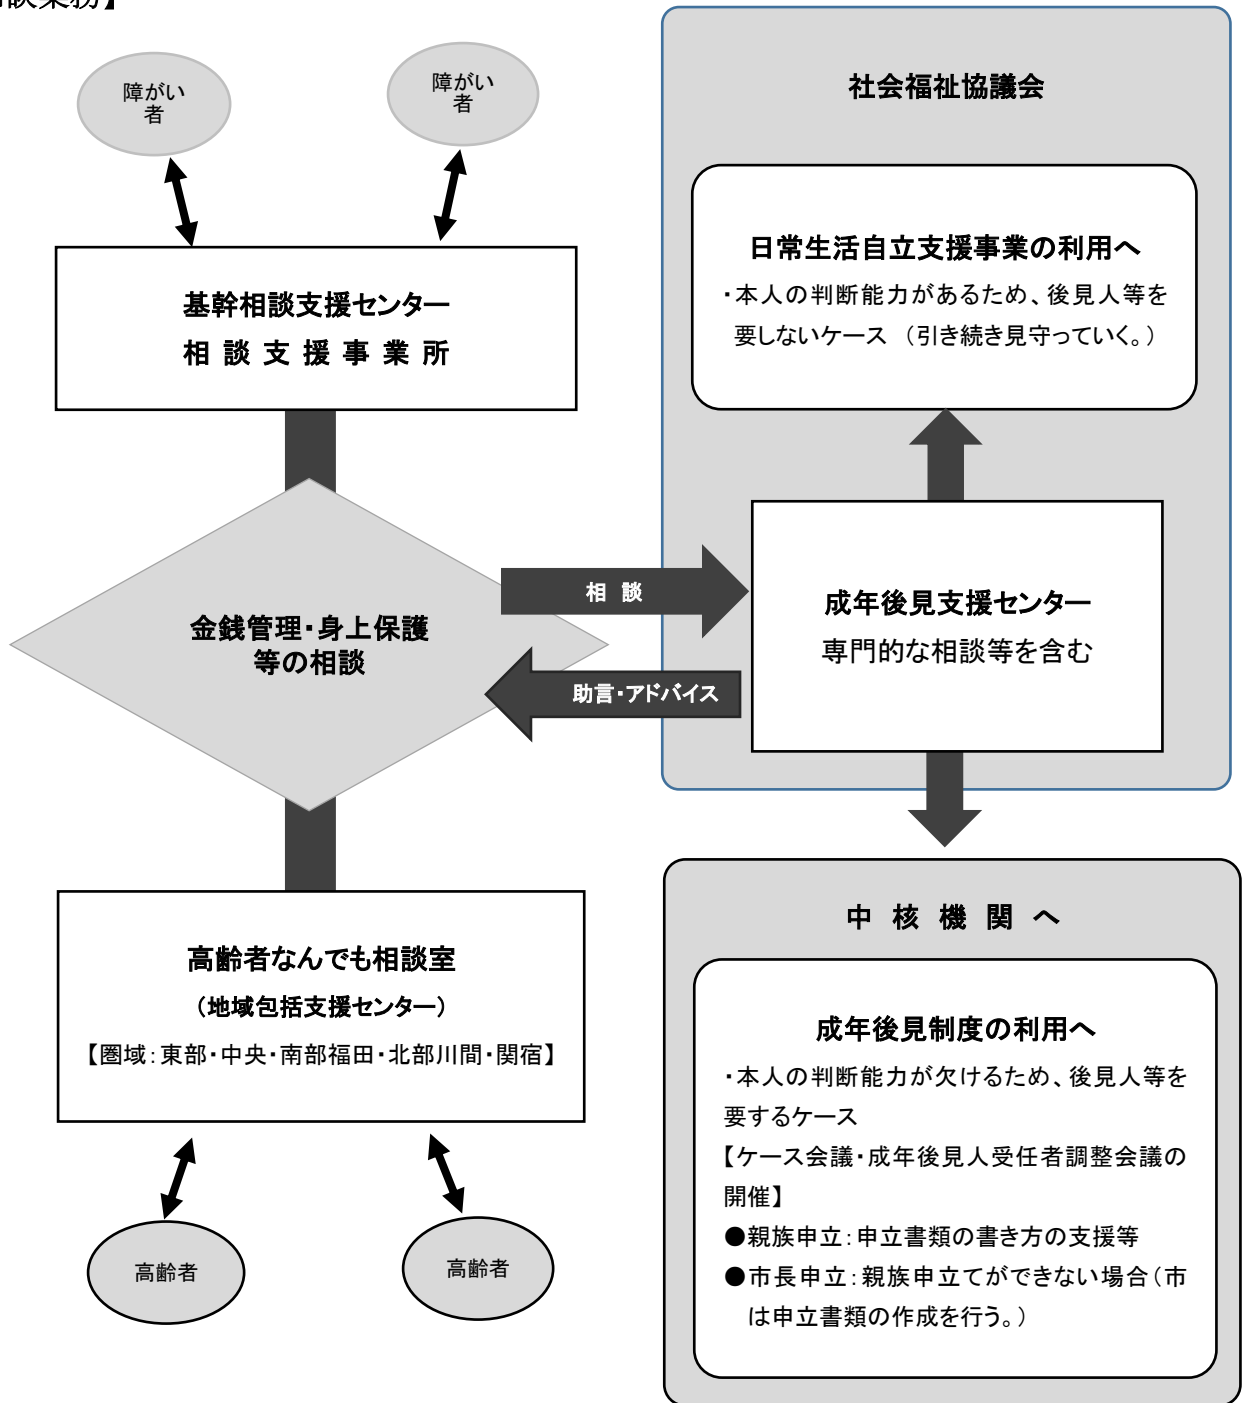 談業務】
障がい
者
障がい
者
基幹相談支援センター
相談支援事業所
金銭管理・身上保護
等の相談
相談
助言・アドバイス
高齢者なんでも相談室
（地域包括支援センター）
【圏域：東部・中央・南部福田・北部川間・関宿】
高齢者
高齢者
社会福祉協議会
日常生活自立支援事業の利用へ
・本人の判断能力があるため、後見人等を
要しないケース （引き続き見守っていく。）
成年後見支援センター
専門的な相談等を含む
中核機関へ
成年後見制度の利用へ
・本人の判断能力が欠けるため、後見人等を
要するケース
【ケース会議・成年後見人受任者調整会議の
開催】
●親族申立：申立書類の書き方の支援等
●市長申立：親族申立てができない場合（市
は申立書類の作成を行う。）